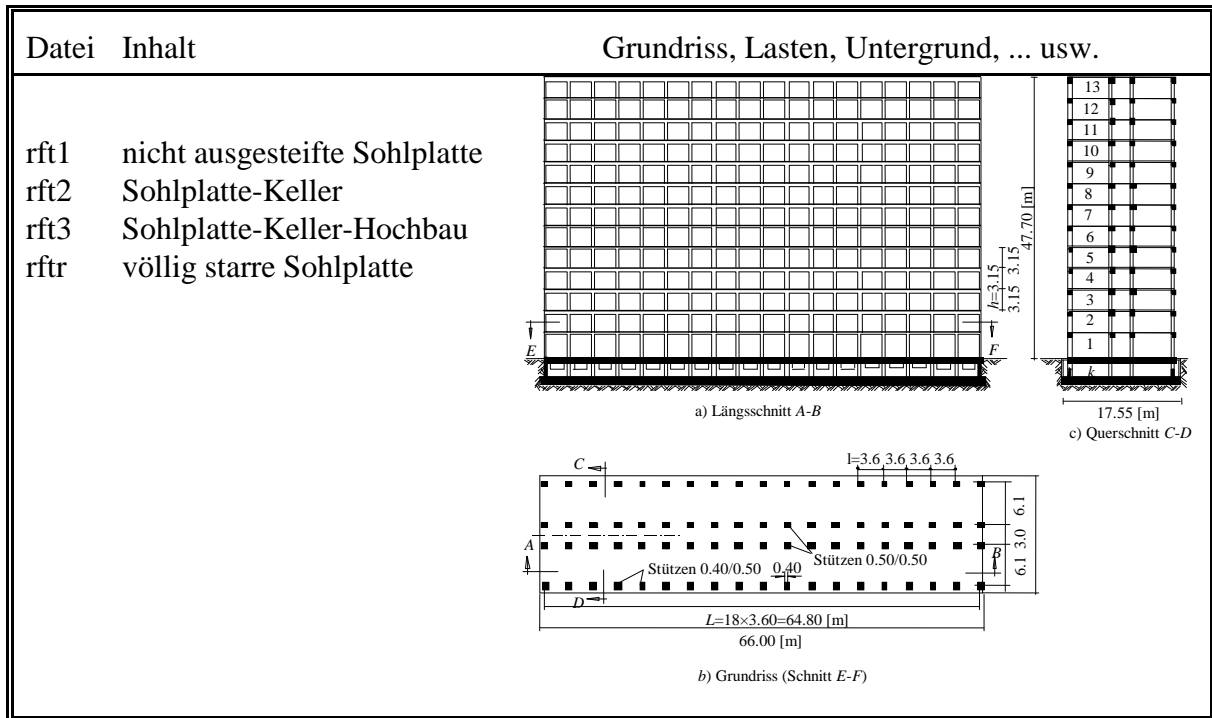 Datei Inhalt Grundriss, Lasten, Untergrund, ... usw.
rft1 nicht ausgesteifte Sohlplatte
rft2 Sohlplatte-Keller
rft3 Sohlplatte-Keller-Hochbau
rftr völlig starre Sohlplatte
13
12
11
10
9
8
7
6
5
4
3
2
1
k
47.70 [m]
3.15
h=3.15
3.15
E
F
a) Längsschnitt A-B
17.55 [m]
c) Querschnitt C-D
C
l=3.6 3.6 3.6 3.6
6.1
3.0
6.1
A
B
Stützen 0.50/0.50
Stützen 0.40/0.50
0.40
D
L=18×3.60=64.80 [m]
66.00 [m]
b) Grundriss (Schnitt E-F)